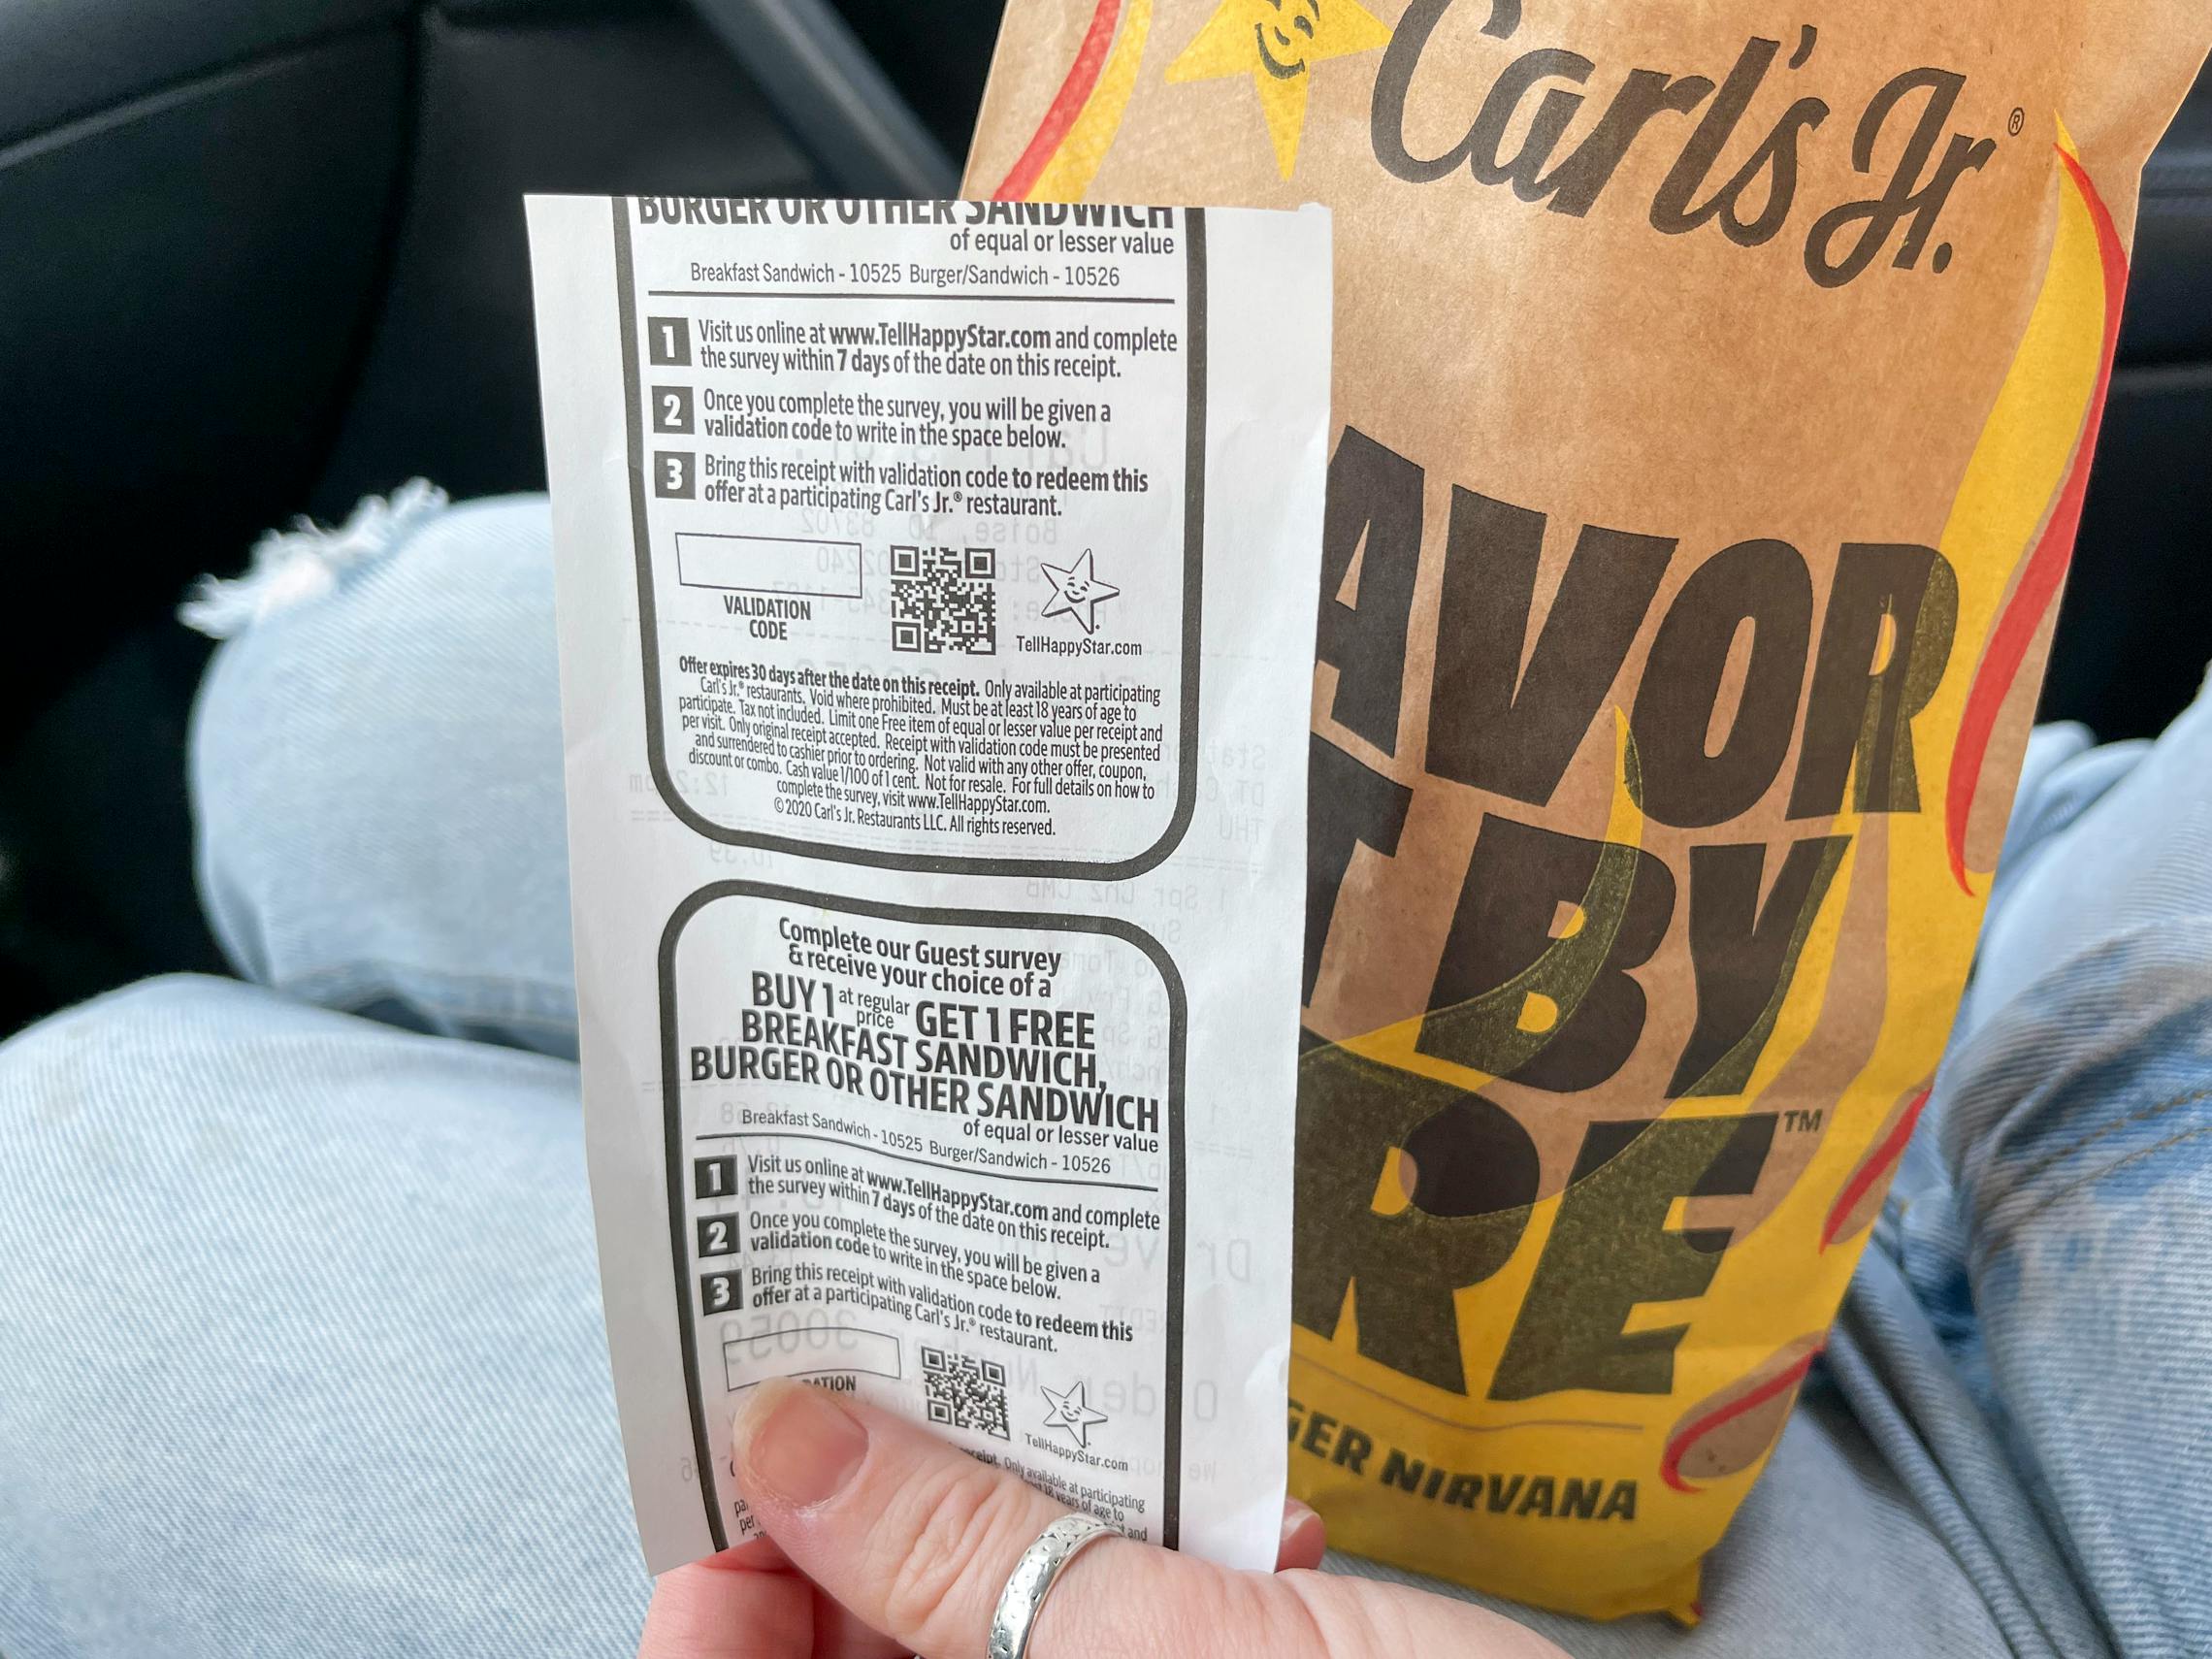 Carl's Jr.®
AVOR
BY
RE™
GER NIRVANA
BURGER OR OTHER SANDWICH
of equal or lesser value
Breakfast Sandwich - 10525 Burger/Sandwich - 10526
1 Visit us online at www.TellHappyStar.com and complete
the survey within 7 days of the date on this receipt.
2 Once you complete the survey, you will be given a
validation code to write in the space below.
3 Bring this receipt with validation code to redeem this
offer at a participating Carl's Jr.® restaurant.
VALIDATION
CODE
TellHappyStar.com
Offer expires 30 days after the date on this receipt. Only available at participating
Carl's Jr.® restaurants. Void where prohibited. Must be at least 18 years of age to
participate. Tax not included. Limit one Free item of equal or lesser value per receipt and
per visit. Only original receipt accepted. Receipt with validation code must be presented
and surrendered to cashier prior to ordering. Not valid with any other offer, coupon,
discount or combo. Cash value 1/100 of 1 cent. Not for resale. For full details on how to
complete the survey, visit www.TellHappyStar.com.
© 2020 Carl's Jr. Restaurants LLC. All rights reserved.
Complete our Guest survey
& receive your choice of a
BUY 1 at regular price GET 1 FREE
BREAKFAST SANDWICH,
BURGER OR OTHER SANDWICH
of equal or lesser value
Breakfast Sandwich - 10525 Burger/Sandwich - 10526
1 Visit us online at www.TellHappyStar.com and complete
the survey within 7 days of the date on this receipt.
2 Once you complete the survey, you will be given a
validation code to write in the space below.
3 Bring this receipt with validation code to redeem this
offer at a participating Carl's Jr.® restaurant.
ATION
TellHappyStar.com
receipt. Only available at participating
18 years of age to
and